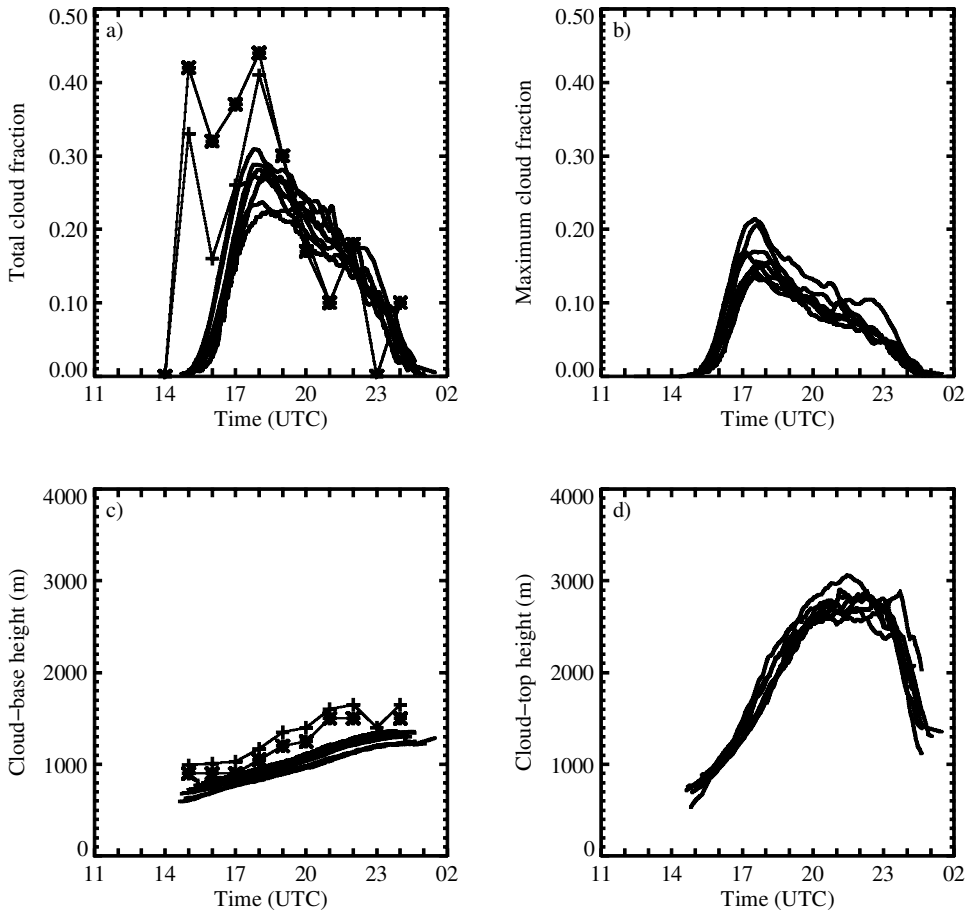 a)
0.50
0.40
0.30
0.20
0.10
0.00
Total cloud fraction
11 14 17 20 23 02
Time (UTC)
b)
0.50
0.40
0.30
0.20
0.10
0.00
Maximum cloud fraction
11 14 17 20 23 02
Time (UTC)
c)
4000
3000
2000
1000
0
Cloud-base height (m)
11 14 17 20 23 02
Time (UTC)
d)
4000
3000
2000
1000
0
Cloud-top height (m)
11 14 17 20 23 02
Time (UTC)